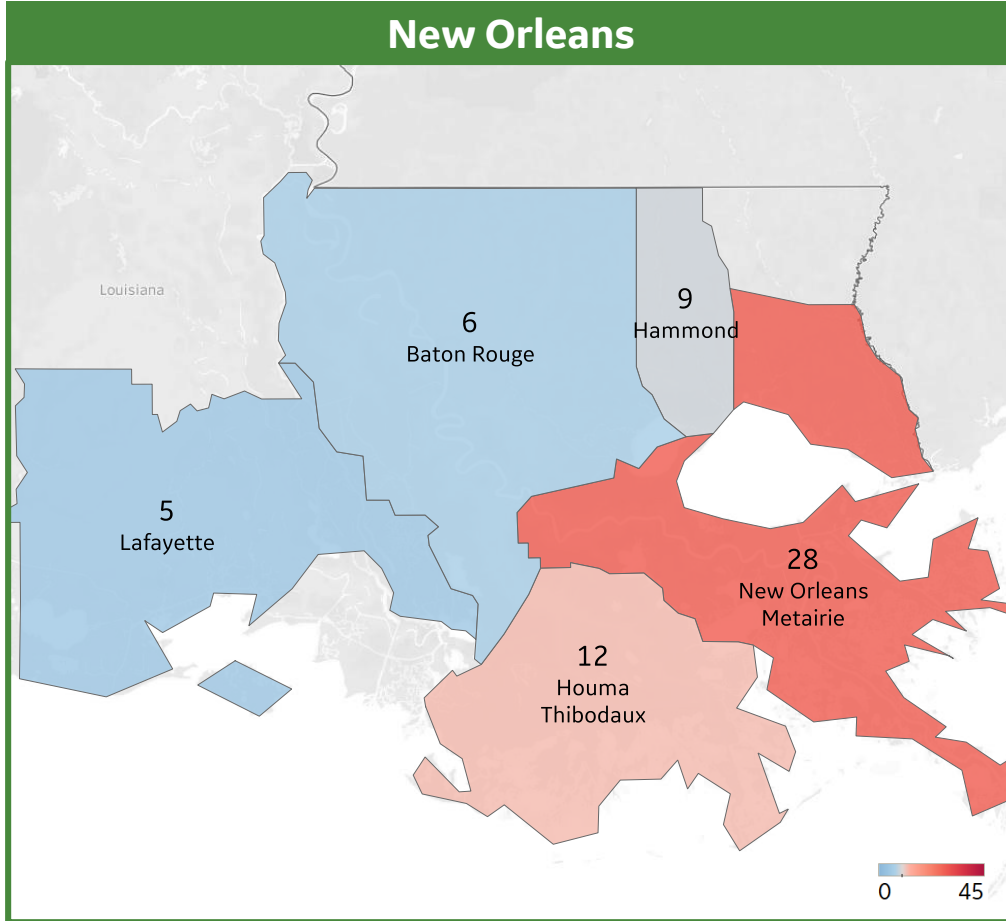 New Orleans
Louisiana
9
Hammond
6
Baton Rouge
5
Lafayette
28
New Orleans
Metairie
12
Houma
Thibodaux
0 45